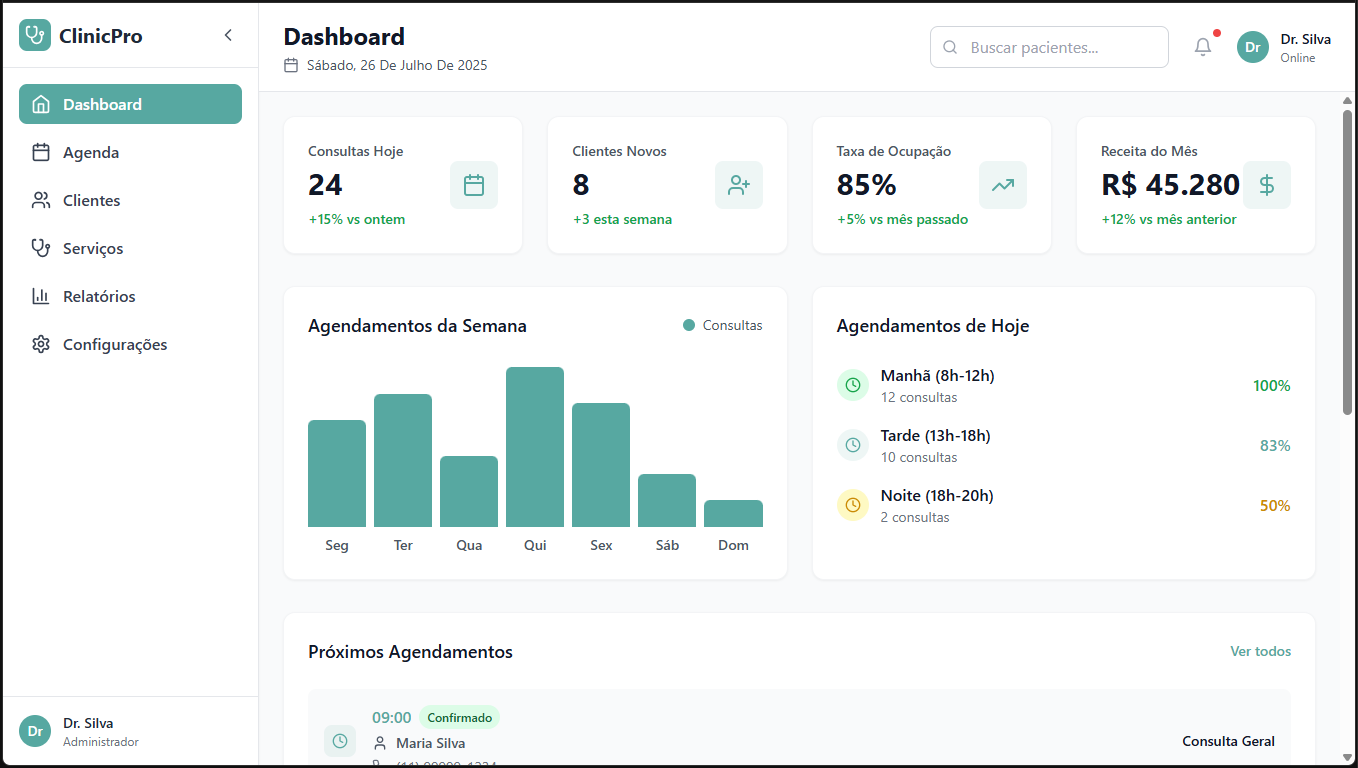 ClinicPro
Dashboard
Agenda
Clientes
Serviços
Relatórios
Configurações
Dr
Dr. Silva
Administrador
Dashboard
Sábado, 26 De Julho De 2025
Buscar pacientes...
Dr
Dr. Silva
Online
Consultas Hoje
24
+15% vs ontem
Clientes Novos
8
+3 esta semana
Taxa de Ocupação
85%
+5% vs mês passado
Receita do Mês
R$ 45.280
+12% vs mês anterior
Agendamentos da Semana
Consultas
Seg Ter Qua Qui Sex Sáb Dom
Agendamentos de Hoje
Manhã (8h-12h)
12 consultas
100%
Tarde (13h-18h)
10 consultas
83%
Noite (18h-20h)
2 consultas
50%
Próximos Agendamentos
Ver todos
09:00 Confirmado
Maria Silva
Consulta Geral